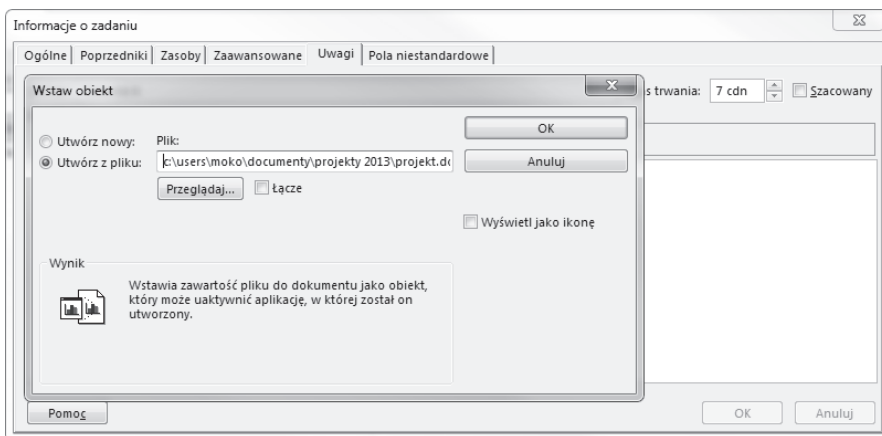 Informacje o zadaniu
Ogólne Poprzedniki Zasoby Zaawansowane Uwagi Pola niestandardowe
Wstaw obiekt
s trwania: 7 cdn Szacowany
Utwórz nowy: Plik:
OK
Utwórz z pliku: c:\users\moko\documenty\projekty 2013\projekt.do
Anuluj
Przeglądaj... Łącze
Wyświetl jako ikonę
Wynik
Wstawia zawartość pliku do dokumentu jako obiekt,
który może uaktywnić aplikację, w której został on
utworzony.
Pomoc OK Anuluj